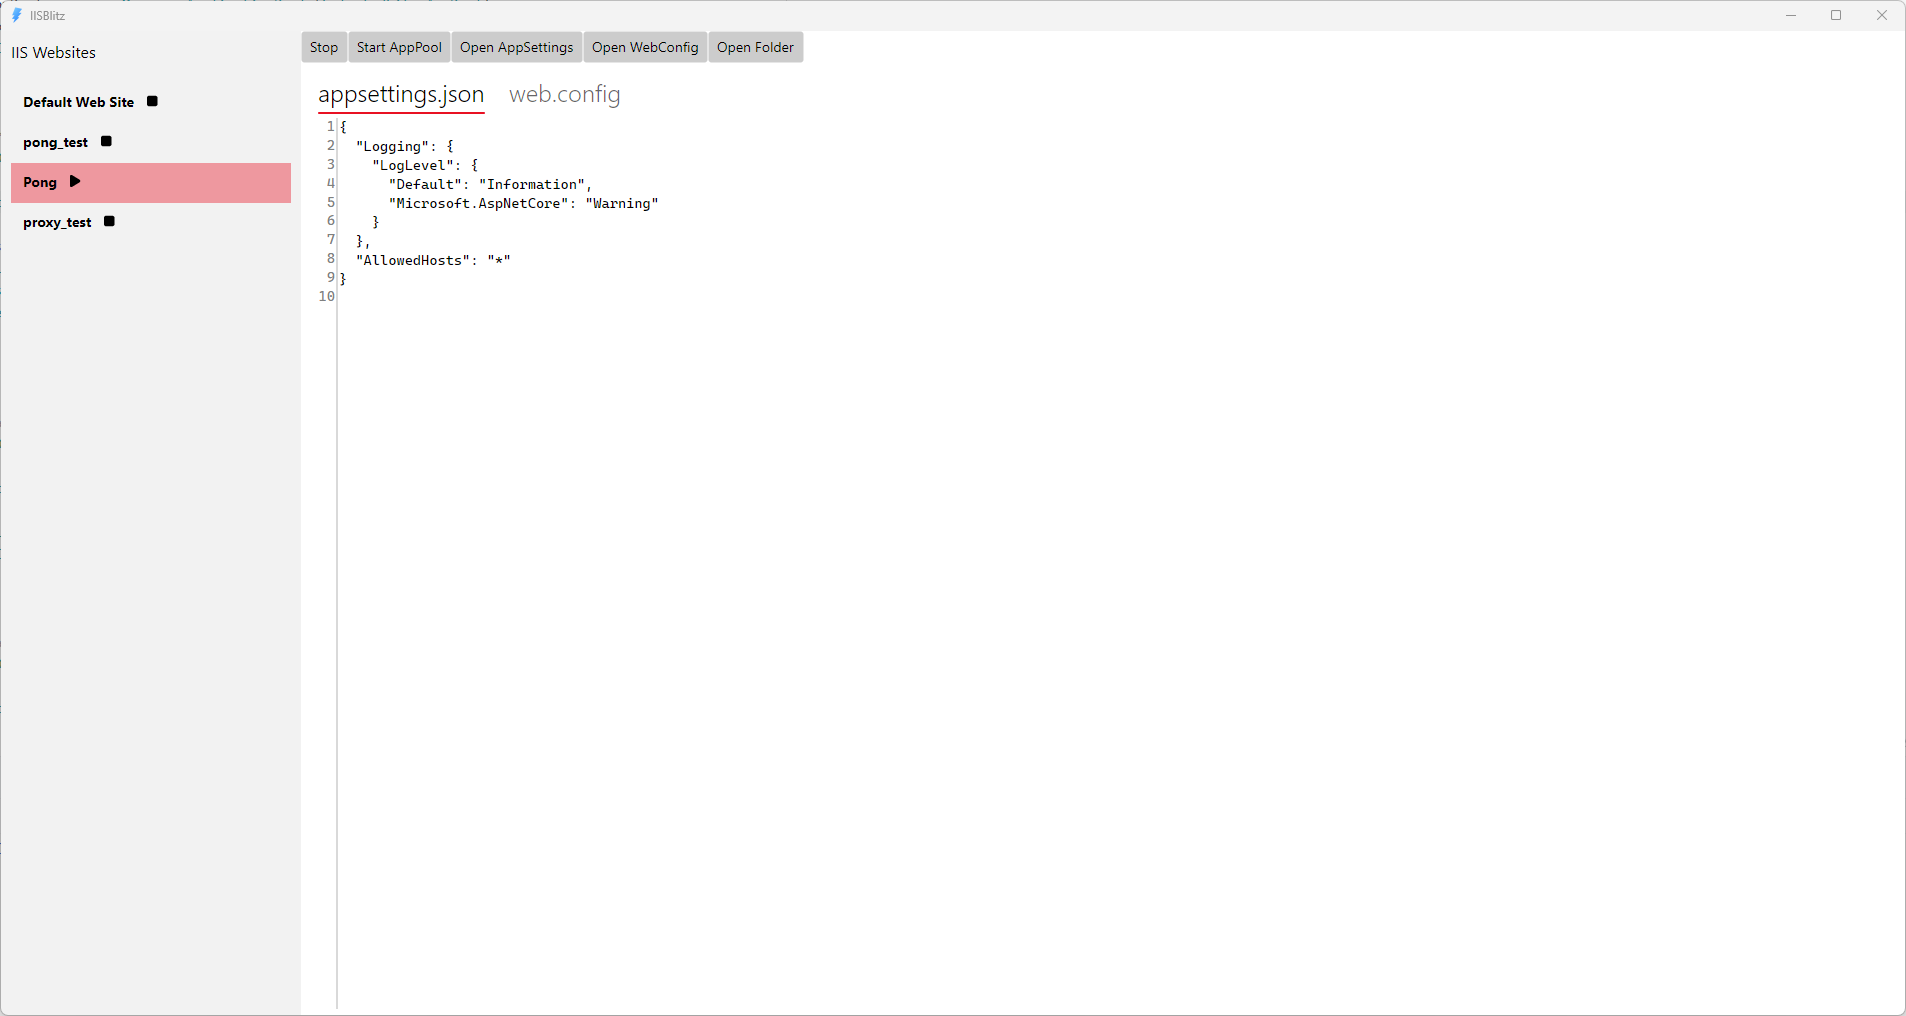 IISBlitz
IIS Websites
Default Web Site
pong_test
Pong
proxy_test
Stop Start AppPool Open AppSettings Open WebConfig Open Folder
appsettings.json web.config
1 {
2   "Logging": {
3     "LogLevel": {
4       "Default": "Information",
5       "Microsoft.AspNetCore": "Warning"
6     }
7   },
8   "AllowedHosts": "*"
9 }
10